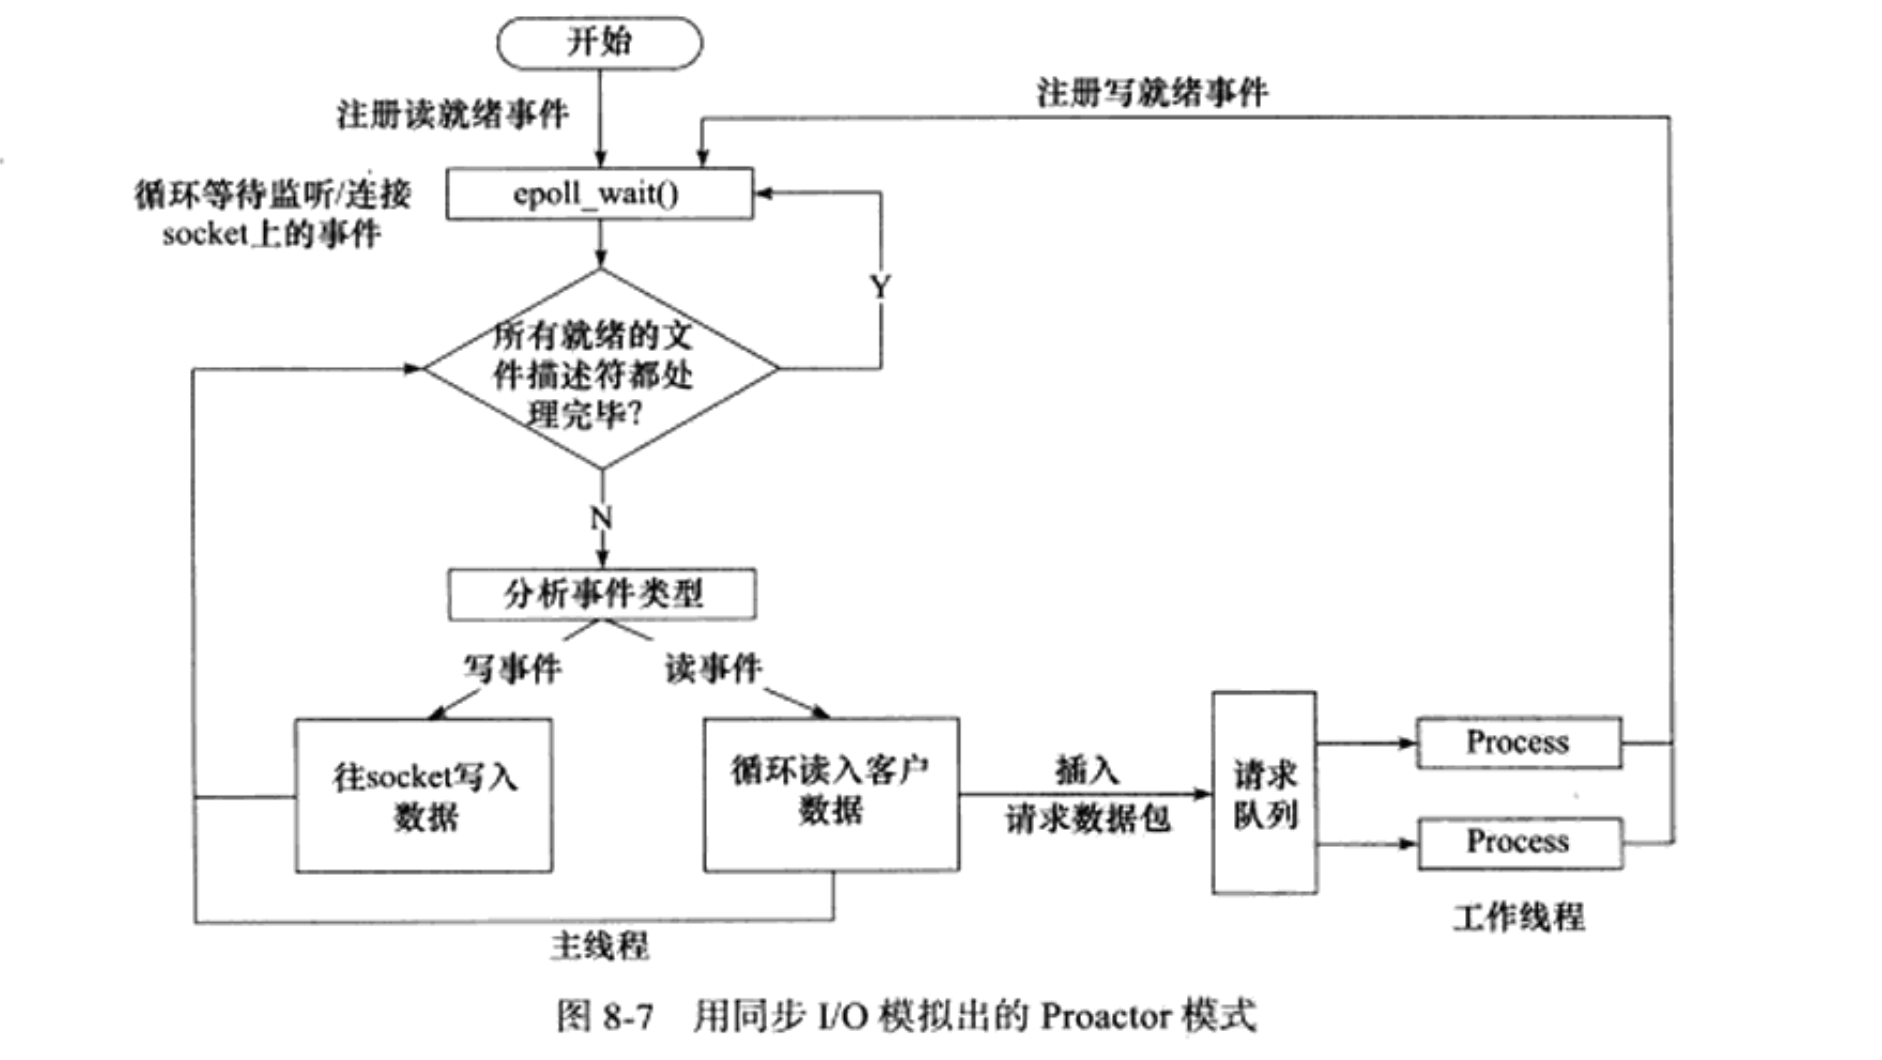 开始
注册读就绪事件
注册写就绪事件
循环等待监听/连接
socket上的事件
epoll_wait()
Y
所有就绪的文
件描述符都处
理完毕?
N
分析事件类型
写事件
读事件
往socket写入
数据
循环读入客户
数据
插入
请求数据包
请求
队列
Process
Process
工作线程
主线程
图 8-7 用同步 I/O 模拟出的 Proactor 模式